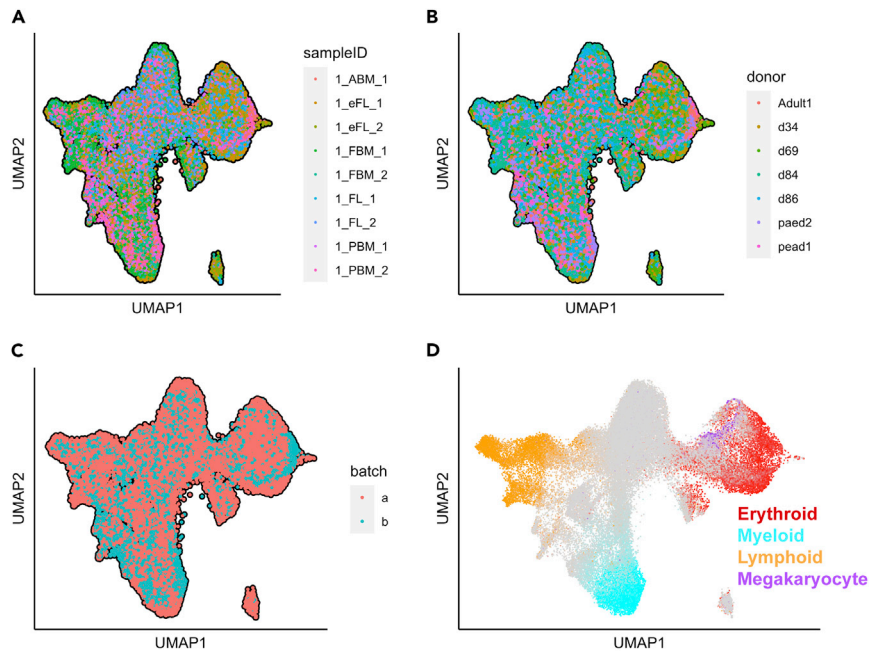 A
UMAP2
UMAP1
sampleID
1_ABM_1
1_eFL_1
1_eFL_2
1_FBM_1
1_FBM_2
1_FL_1
1_FL_2
1_PBM_1
1_PBM_2
B
UMAP2
UMAP1
donor
Adult1
d34
d69
d84
d86
paed2
pead1
C
UMAP2
UMAP1
batch
a
b
D
UMAP2
UMAP1
Erythroid
Myeloid
Lymphoid
Megakaryocyte